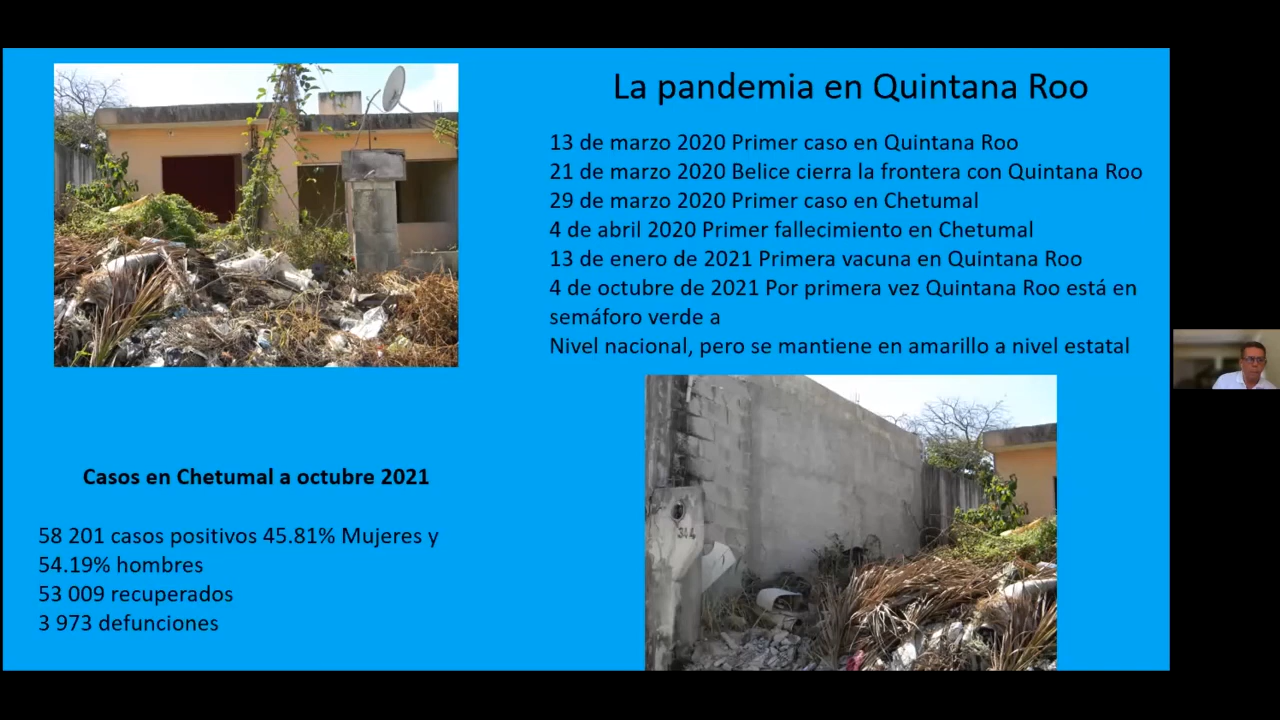 La pandemia en Quintana Roo
13 de marzo 2020 Primer caso en Quintana Roo
21 de marzo 2020 Belice cierra la frontera con Quintana Roo
29 de marzo 2020 Primer caso en Chetumal
4 de abril 2020 Primer fallecimiento en Chetumal
13 de enero de 2021 Primera vacuna en Quintana Roo
4 de octubre de 2021 Por primera vez Quintana Roo está en
semáforo verde a
Nivel nacional, pero se mantiene en amarillo a nivel estatal
Casos en Chetumal a octubre 2021
58 201 casos positivos 45.81% Mujeres y
54.19% hombres
53 009 recuperados
3 973 defunciones